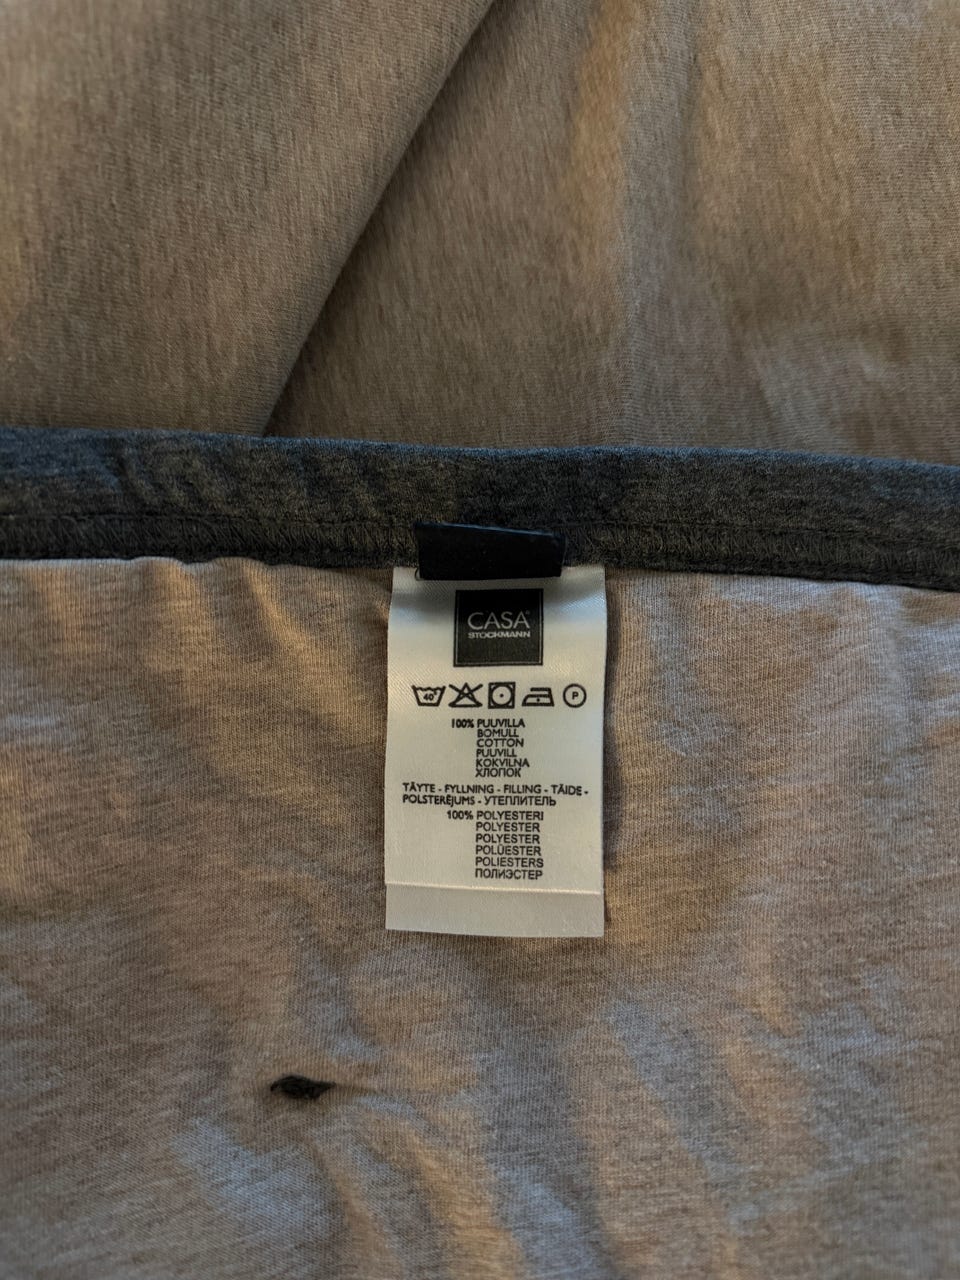 CASA
STOCKMANN
40° P
100% PUUVILLA
BOMULL
COTTON
PUUVILL
KOKVILNA
ХЛОПОК
TÄYTE - FYLLNING - FILLING - TÄIDE -
POLSTERĒJUMS - УТЕПЛИТЕЛЬ
100% POLYESTERI
POLYESTER
POLYESTER
POLÜESTER
POLIESTERS
ПОЛИЭСТЕР